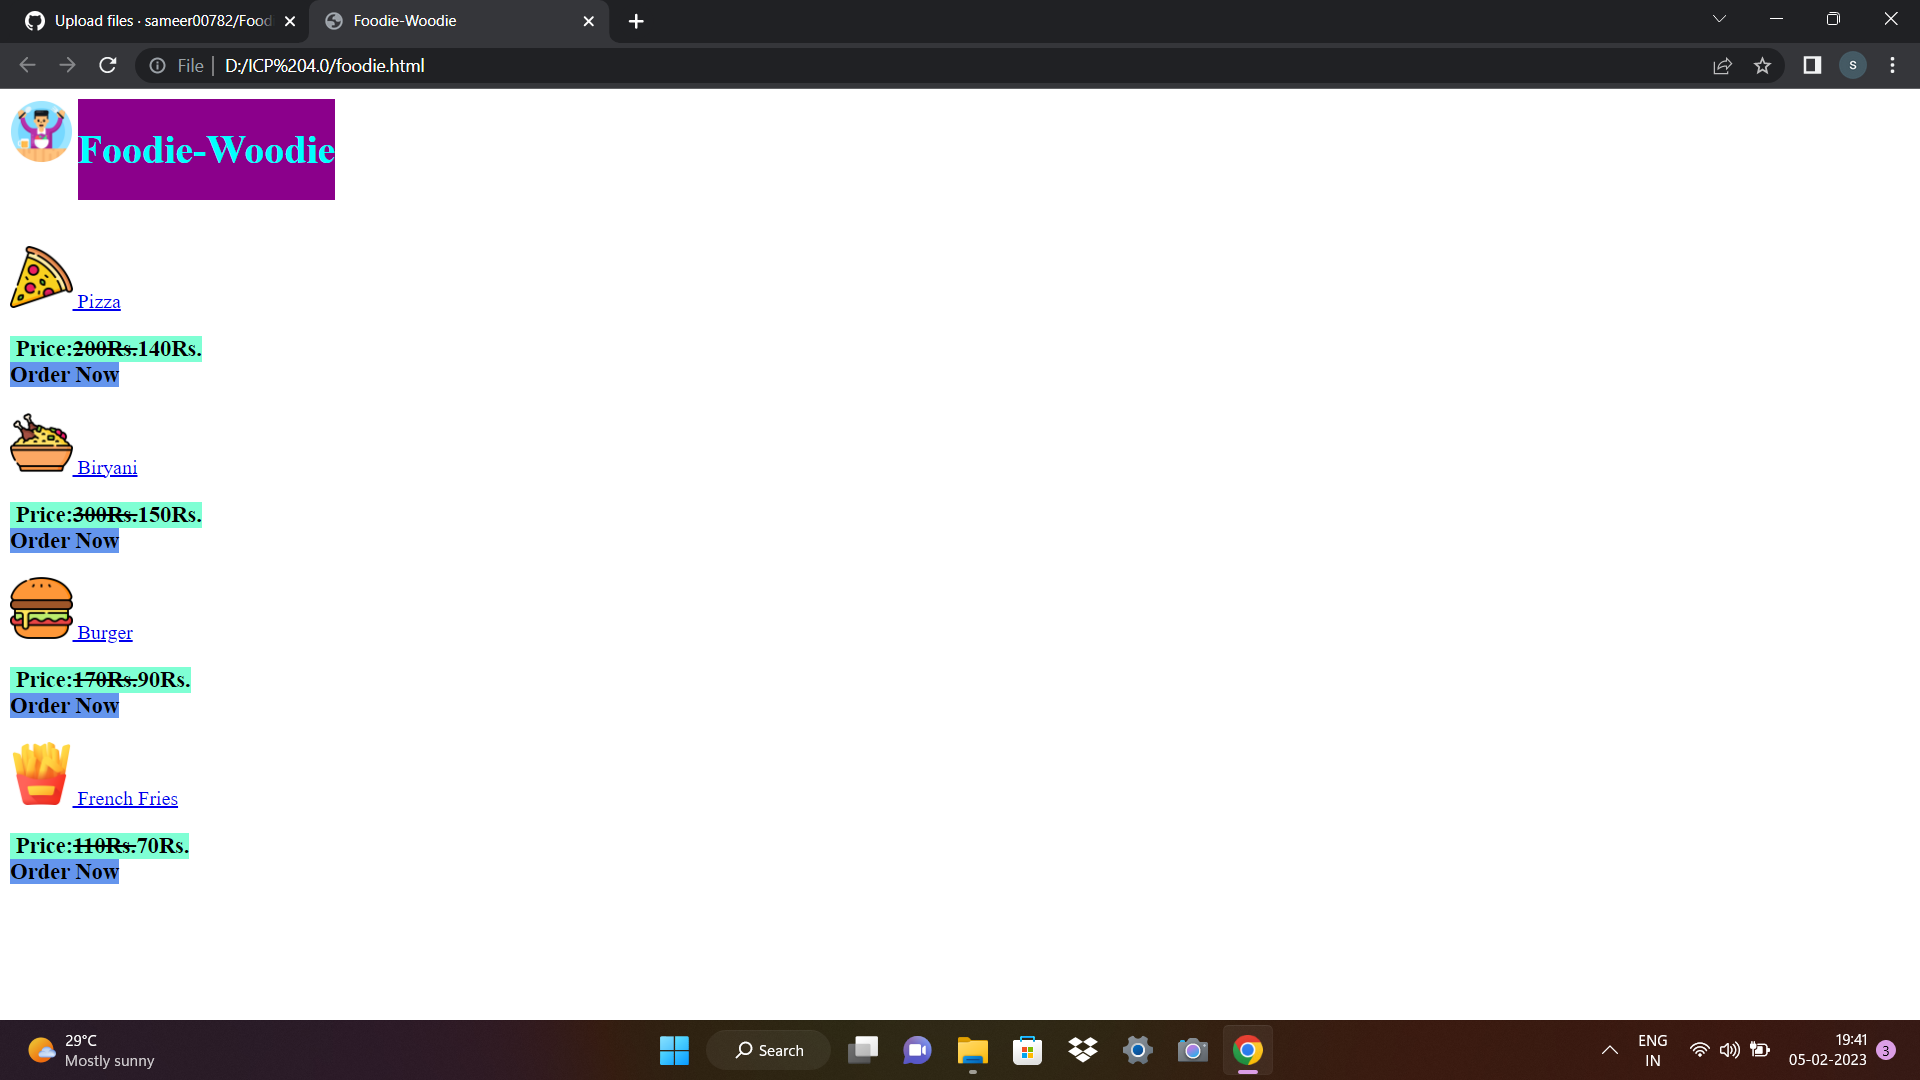 Upload files · sameer00782/Food
Foodie-Woodie
File
D:/ICP%204.0/foodie.html
S
Foodie-Woodie
Pizza
Price:200Rs.140Rs.
Order Now
Biryani
Price:300Rs.150Rs.
Order Now
Burger
Price:170Rs.90Rs.
Order Now
French Fries
Price:110Rs.70Rs.
Order Now
29°C
Mostly sunny
Search
ENG
IN
19:41
05-02-2023
3